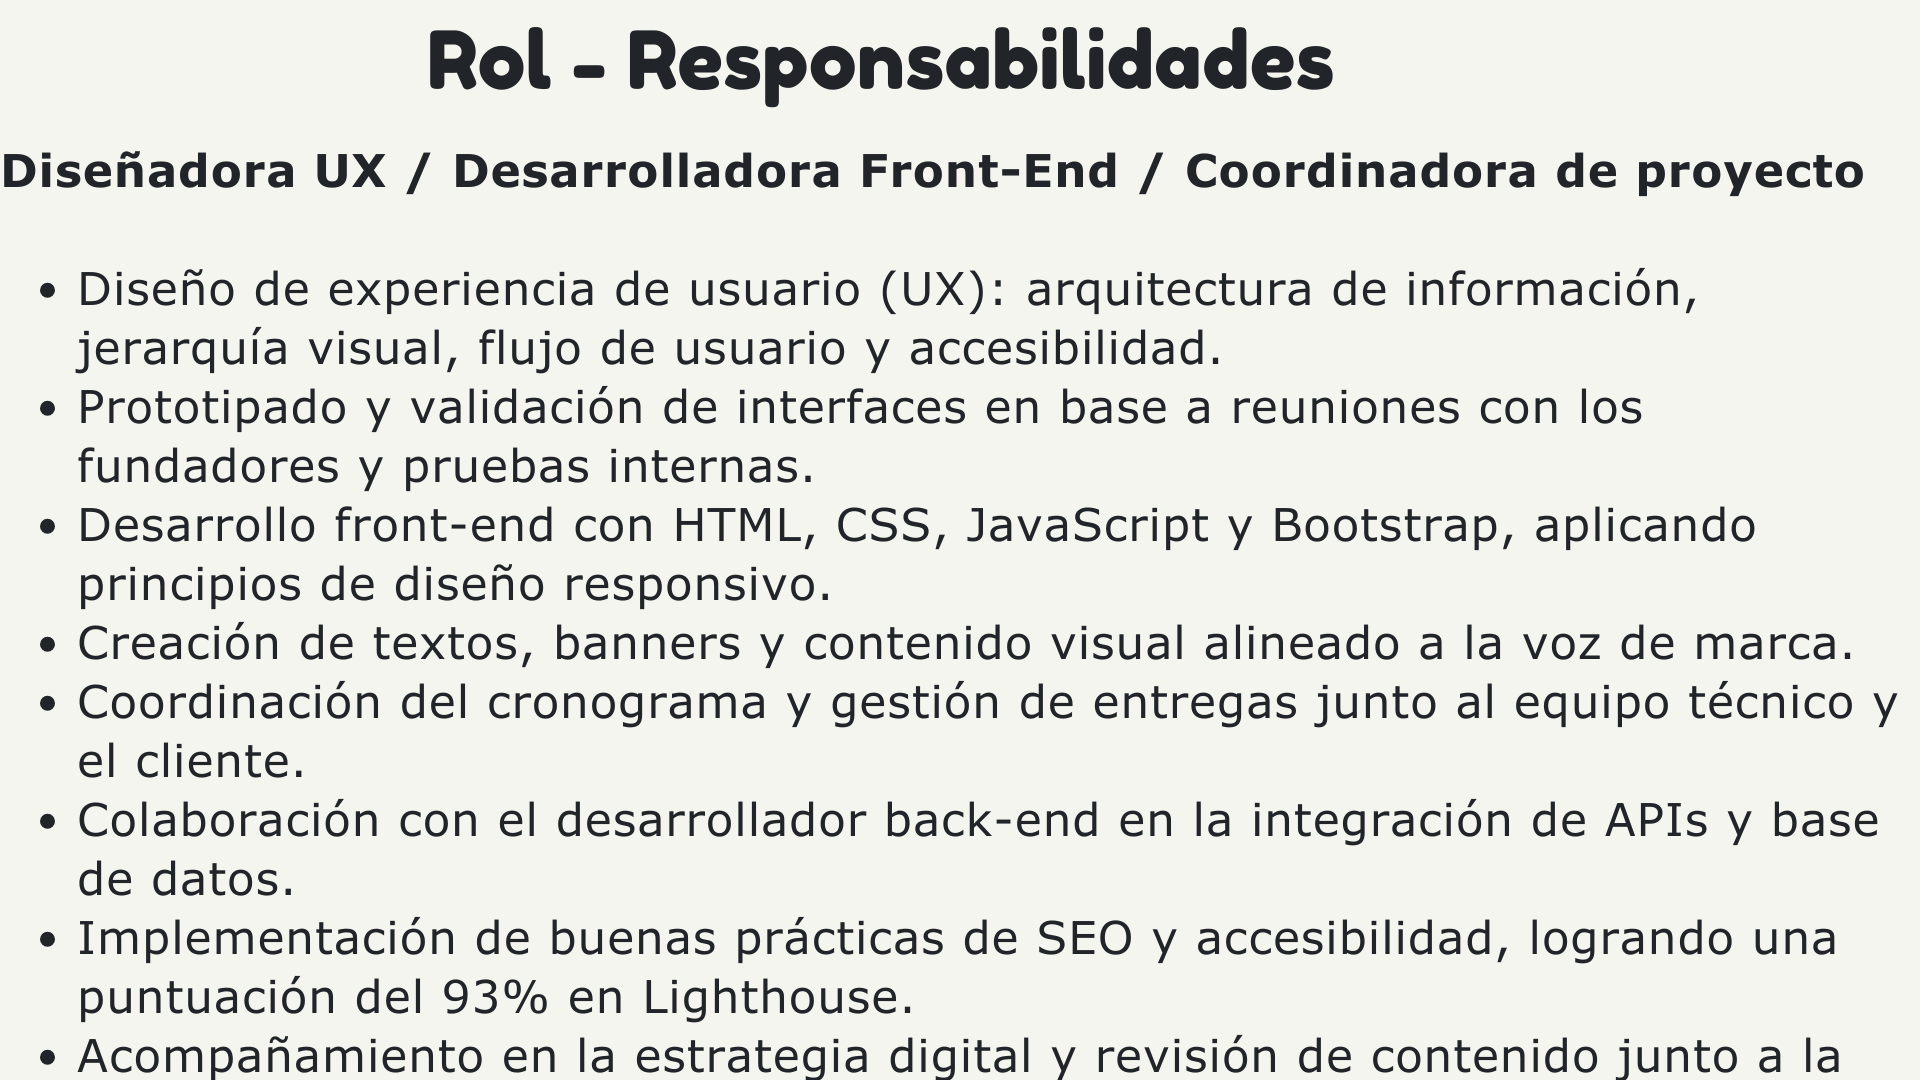 Rol - Responsabilidades
Diseñadora UX / Desarrolladora Front-End / Coordinadora de proyecto
• Diseño de experiencia de usuario (UX): arquitectura de información,
jerarquía visual, flujo de usuario y accesibilidad.
• Prototipado y validación de interfaces en base a reuniones con los
fundadores y pruebas internas.
• Desarrollo front-end con HTML, CSS, JavaScript y Bootstrap, aplicando
principios de diseño responsivo.
• Creación de textos, banners y contenido visual alineado a la voz de marca.
• Coordinación del cronograma y gestión de entregas junto al equipo técnico y
el cliente.
• Colaboración con el desarrollador back-end en la integración de APIs y base
de datos.
• Implementación de buenas prácticas de SEO y accesibilidad, logrando una
puntuación del 93% en Lighthouse.
• Acompañamiento en la estrategia digital y revisión de contenido junto a la